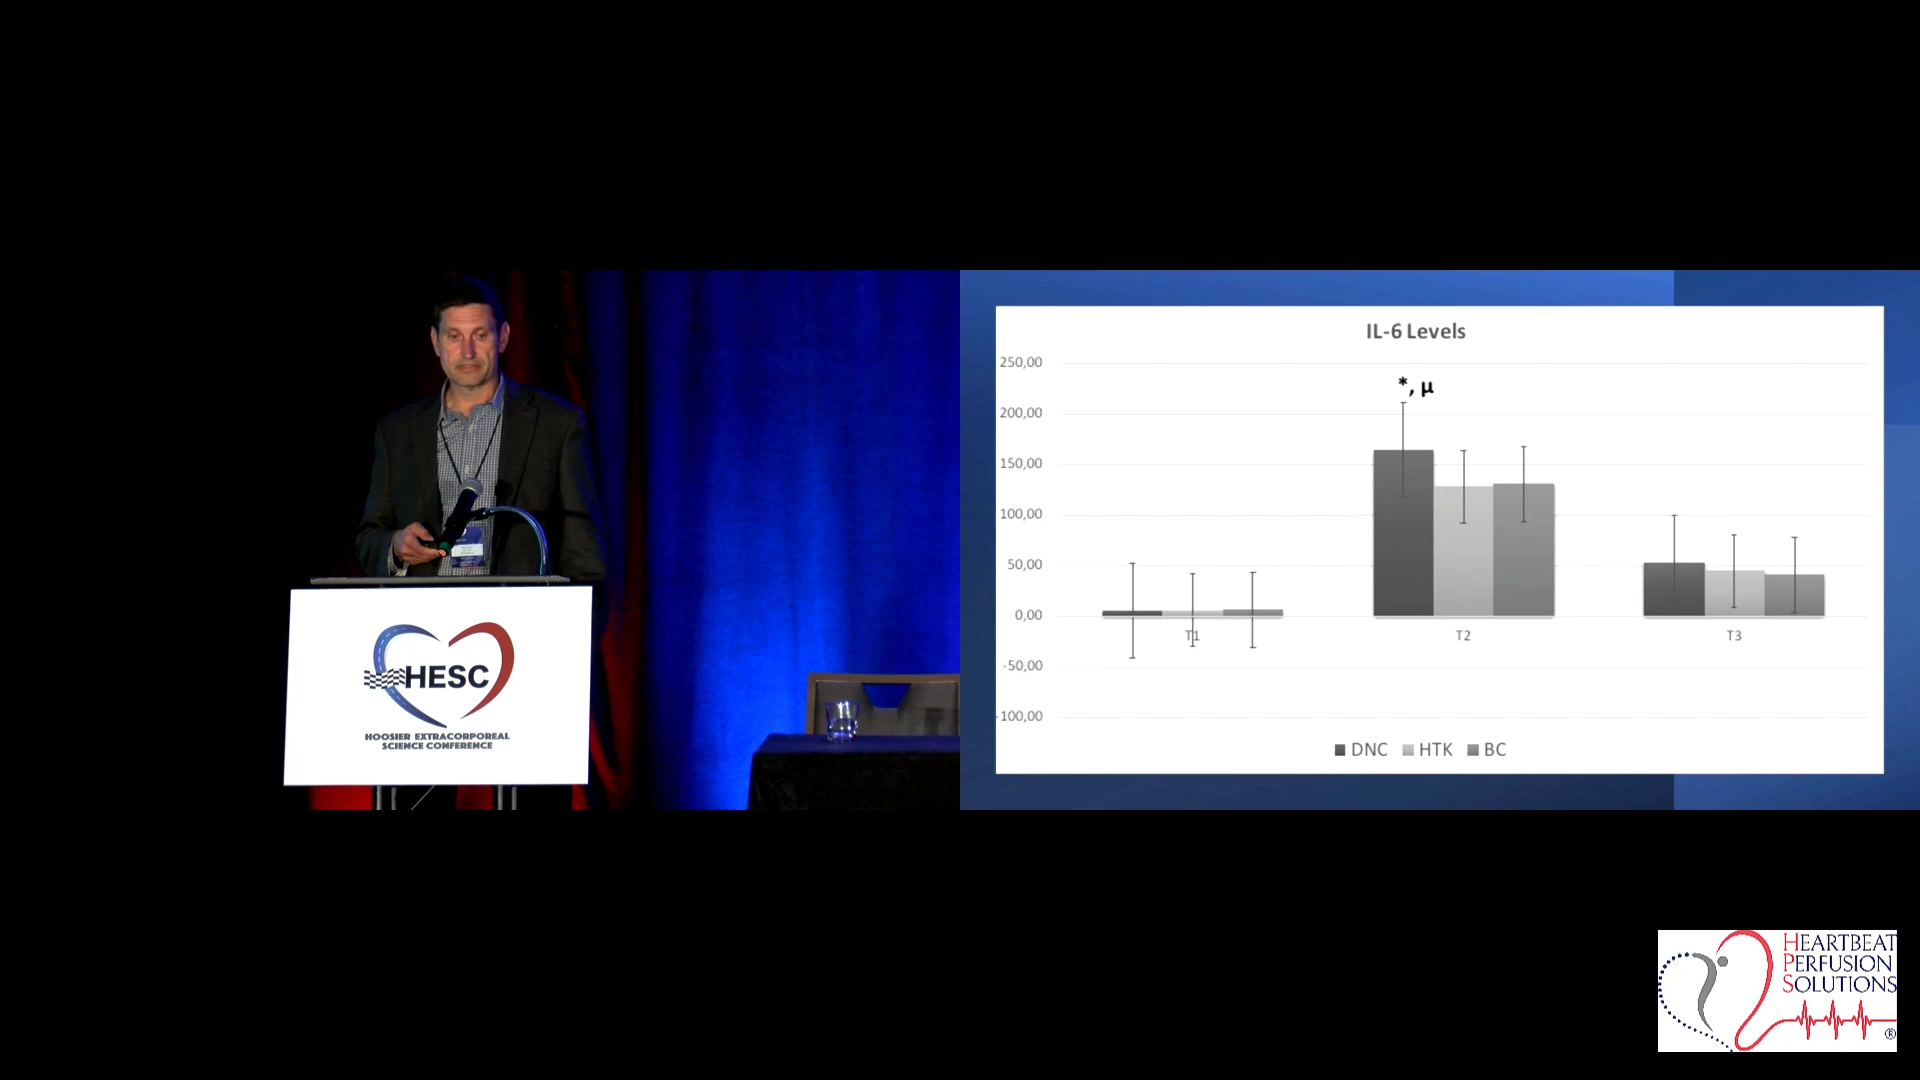 HESC
HOOSIER EXTRACORPOREAL
SCIENCE CONFERENCE
IL-6 Levels
250,00
200,00
150,00
100,00
50,00
0,00
-50,00
-100,00
*, μ
T1
T2
T3
DNC HTK BC
HEARTBEAT
PERFUSION
SOLUTIONS
®